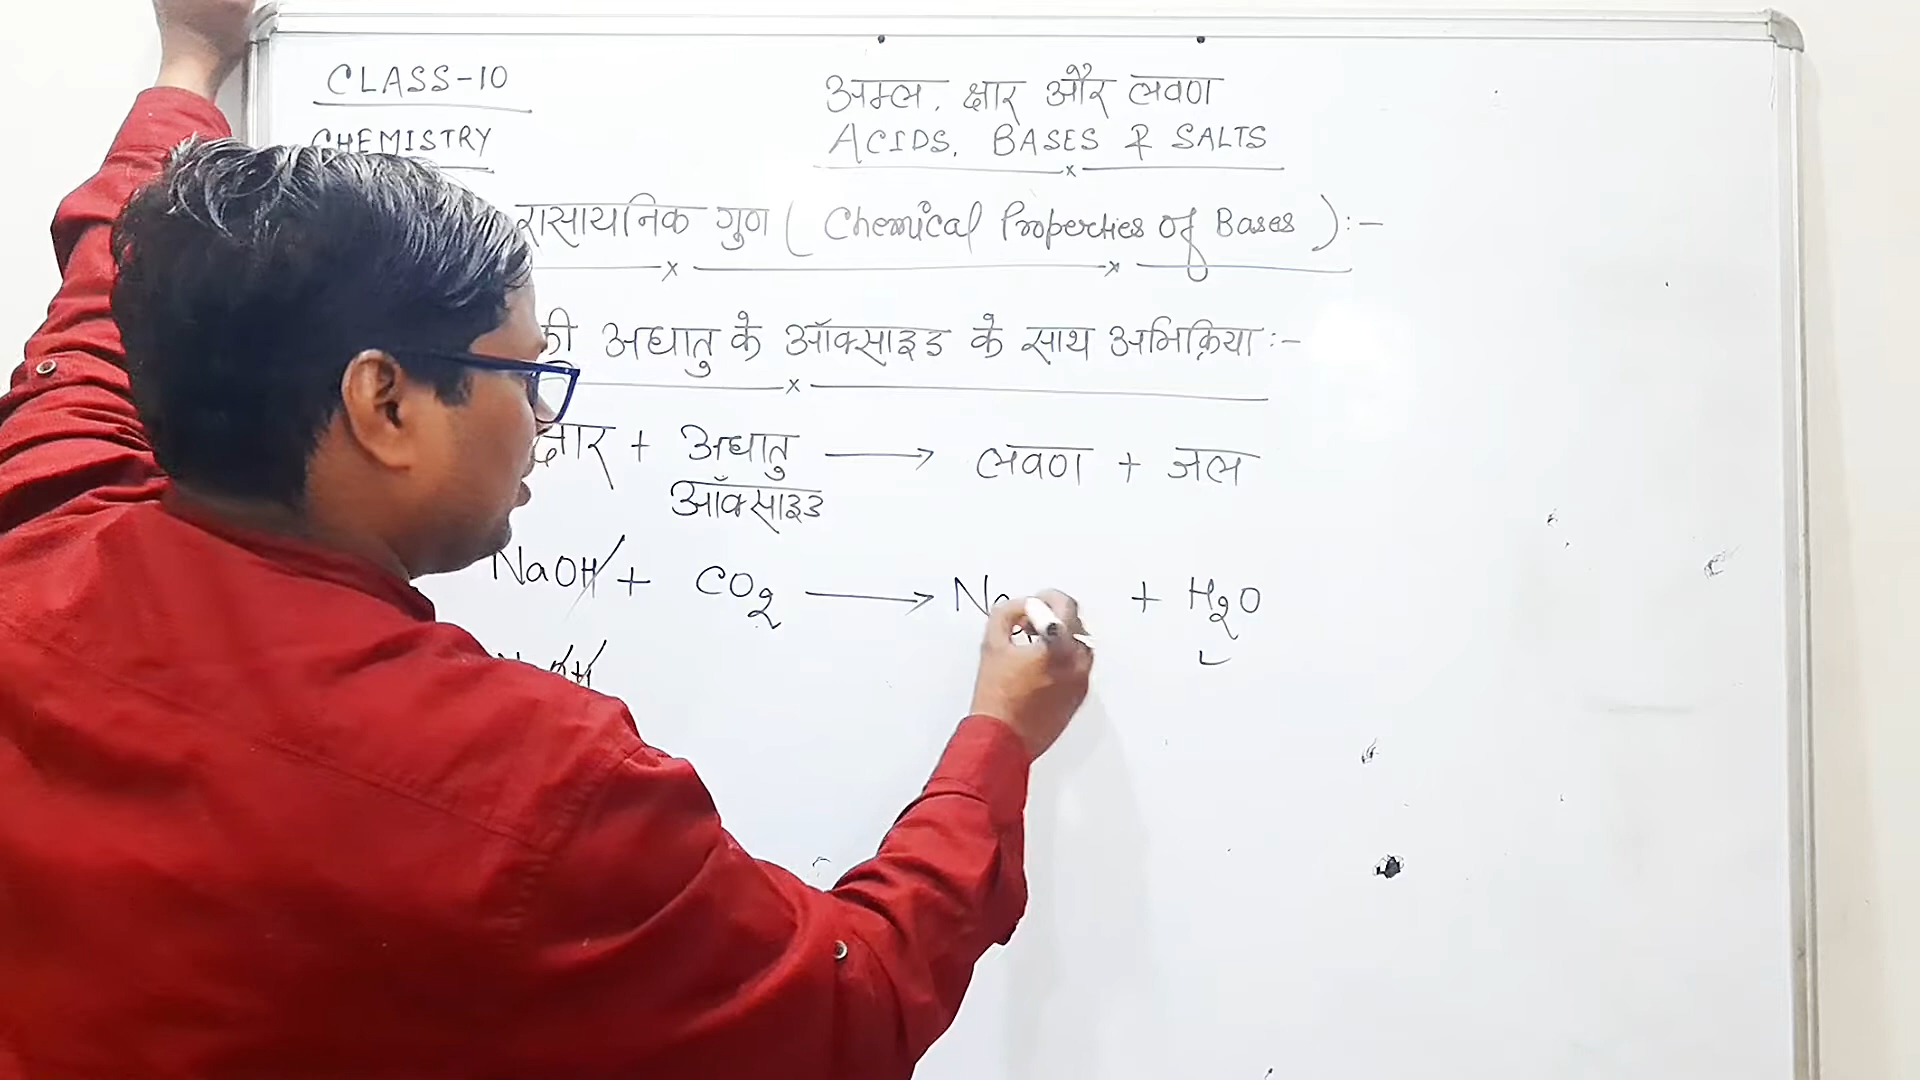 CLASS-10
CHEMISTRY
अम्ल, क्षार और लवण
ACIDS, BASES & SALTS
रासायनिक गुण ( Chemical Properties of Bases ) :-
की अधातु के ऑक्साइड के साथ अभिक्रिया :-
क्षार + अधातु ऑक्साइड → लवण + जल
NaOH + CO2 → Na + H2O